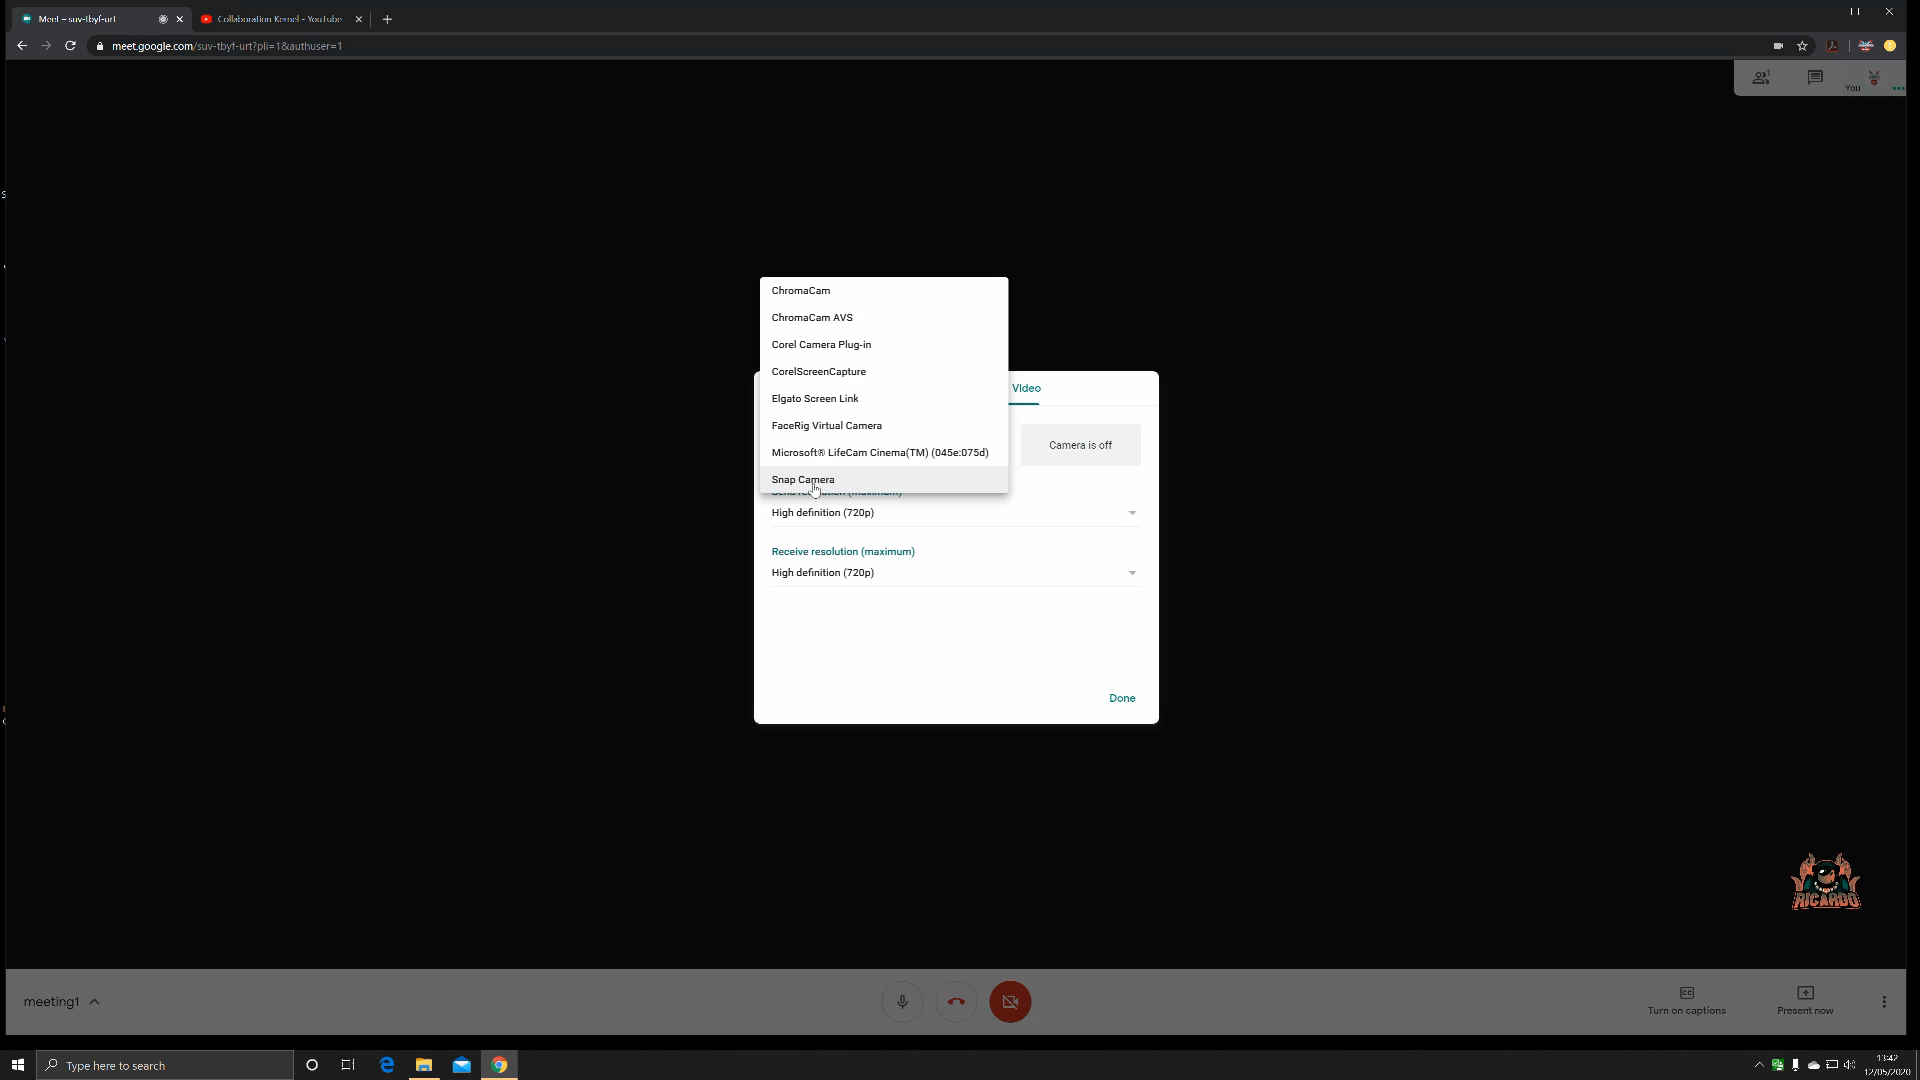 Meet – suv-tbyf-urt
Collaboration Kernel - YouTube
meet.google.com/suv-tbyf-urt?pli=1&authuser=1
1
You
ChromaCam
ChromaCam AVS
Corel Camera Plug-in
CorelScreenCapture
Elgato Screen Link
FaceRig Virtual Camera
Microsoft® LifeCam Cinema(TM) (045e:075d)
Snap Camera
Video
Camera is off
High definition (720p)
Receive resolution (maximum)
High definition (720p)
Done
RICARDO
meeting1
CC
Turn on captions
Present now
Type here to search
13:42
12/05/2020